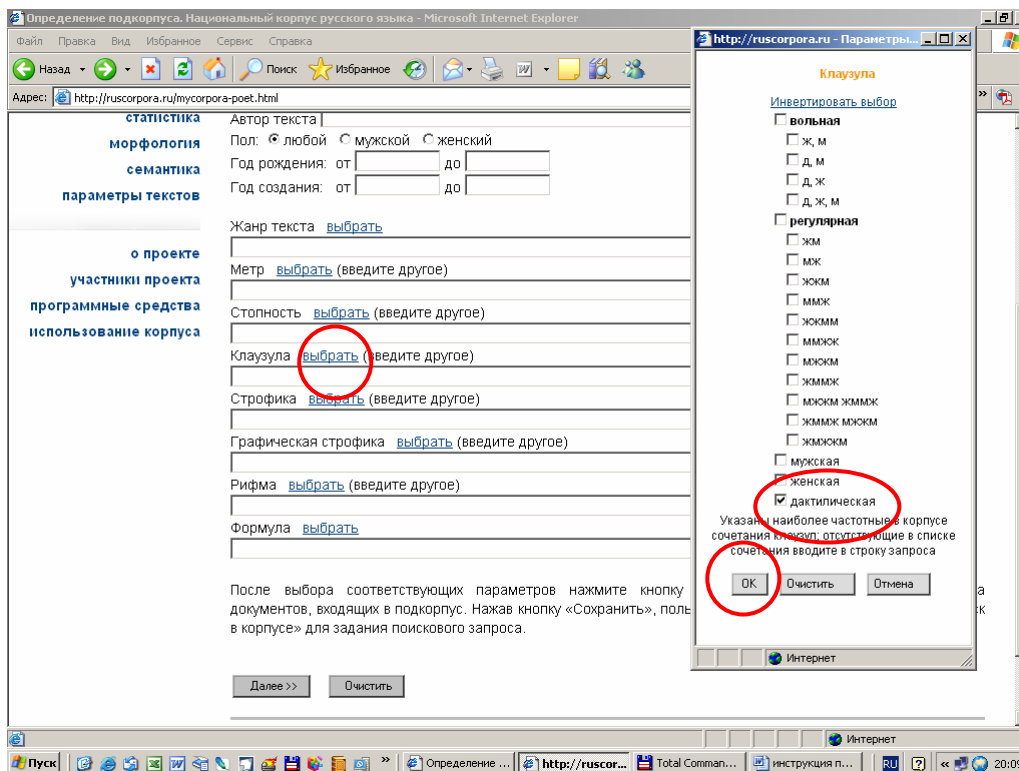 Определение подкорпуса. Национальный корпус русского языка - Microsoft Internet Explorer
Файл Правка Вид Избранное Сервис Справка
Назад Поиск Избранное
Адрес: http://ruscorpora.ru/mycorpora-poet.html
статистика
морфология
семантика
параметры текстов
о проекте
участники проекта
программные средства
использование корпуса
Автор текста
Пол: любой мужской женский
Год рождения: от до
Год создания: от до
Жанр текста выбрать
Метр выбрать (введите другое)
Стопность выбрать (введите другое)
Клаузула выбрать (введите другое)
Строфика выбрать (введите другое)
Графическая строфика выбрать (введите другое)
Рифма выбрать (введите другое)
Формула выбрать
После выбора соответствующих параметров нажмите кнопку
документов, входящих в подкорпус. Нажав кнопку «Сохранить», поль
в корпусе» для задания поискового запроса.
Далее >> Очистить
http://ruscorpora.ru - Параметры...
Клаузула
Инвертировать выбор
вольная
ж, м
д, м
д, ж
д, ж, м
регулярная
жм
мж
жжм
ммж
жжмм
ммжж
мжжм
жммж
мжжм жммж
жммж мжжм
жмжжм
мужская
женская
дактилическая
Указаны наиболее частотные в корпусе
сочетания клаузул; отсутствующие в списке
сочетания вводите в строку запроса
OK Очистить Отмена
Интернет
Интернет
Пуск » Определение ... http://ruscor... Total Comman... инструкция п... RU « 20:09